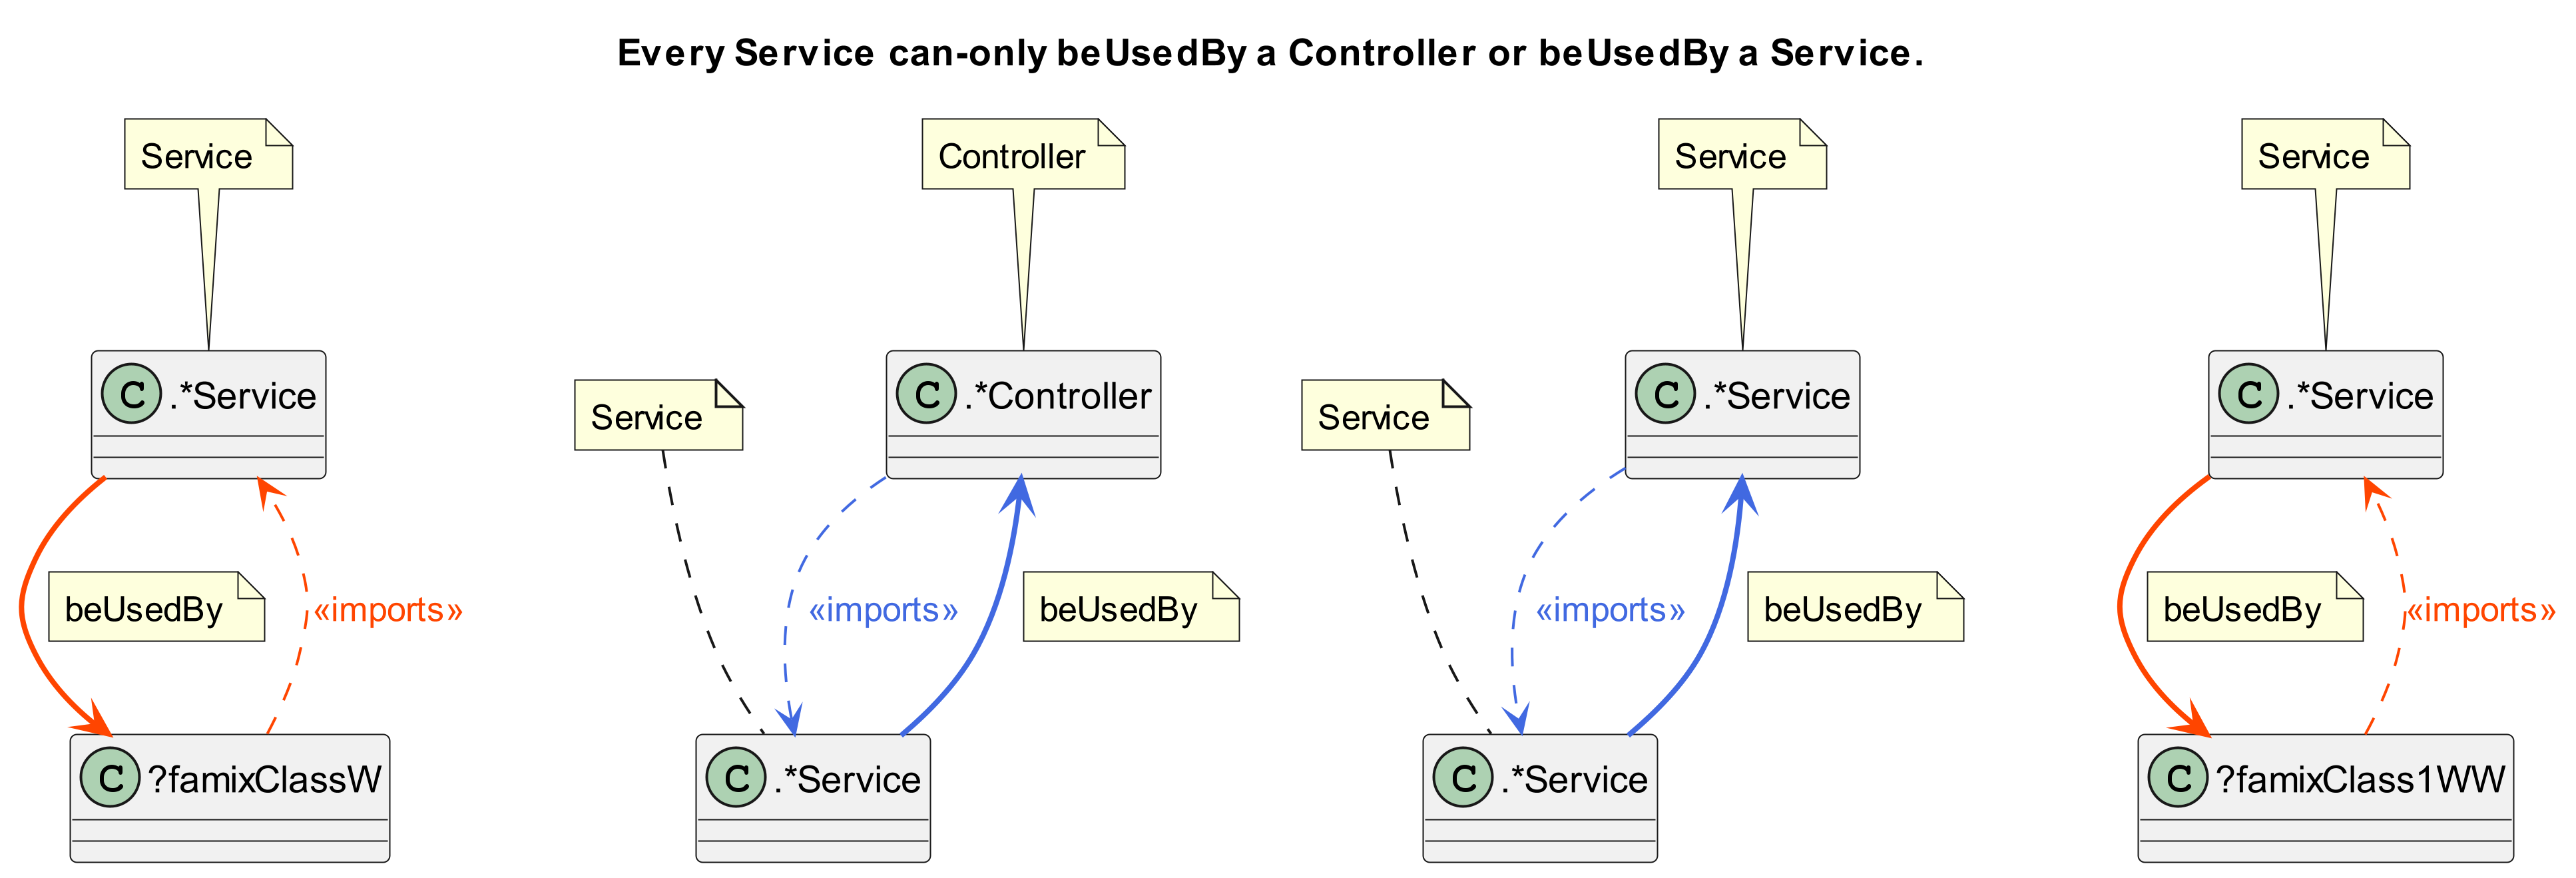 Every Service can-only beUsedBy a Controller or beUsedBy a Service.
Service
Controller
Service
Service
C .*Service
Service
C .*Controller
Service
C .*Service
C .*Service
beUsedBy
«imports»
«imports»
beUsedBy
«imports»
beUsedBy
beUsedBy
«imports»
C ?famixClassW
C .*Service
C .*Service
C ?famixClass1WW